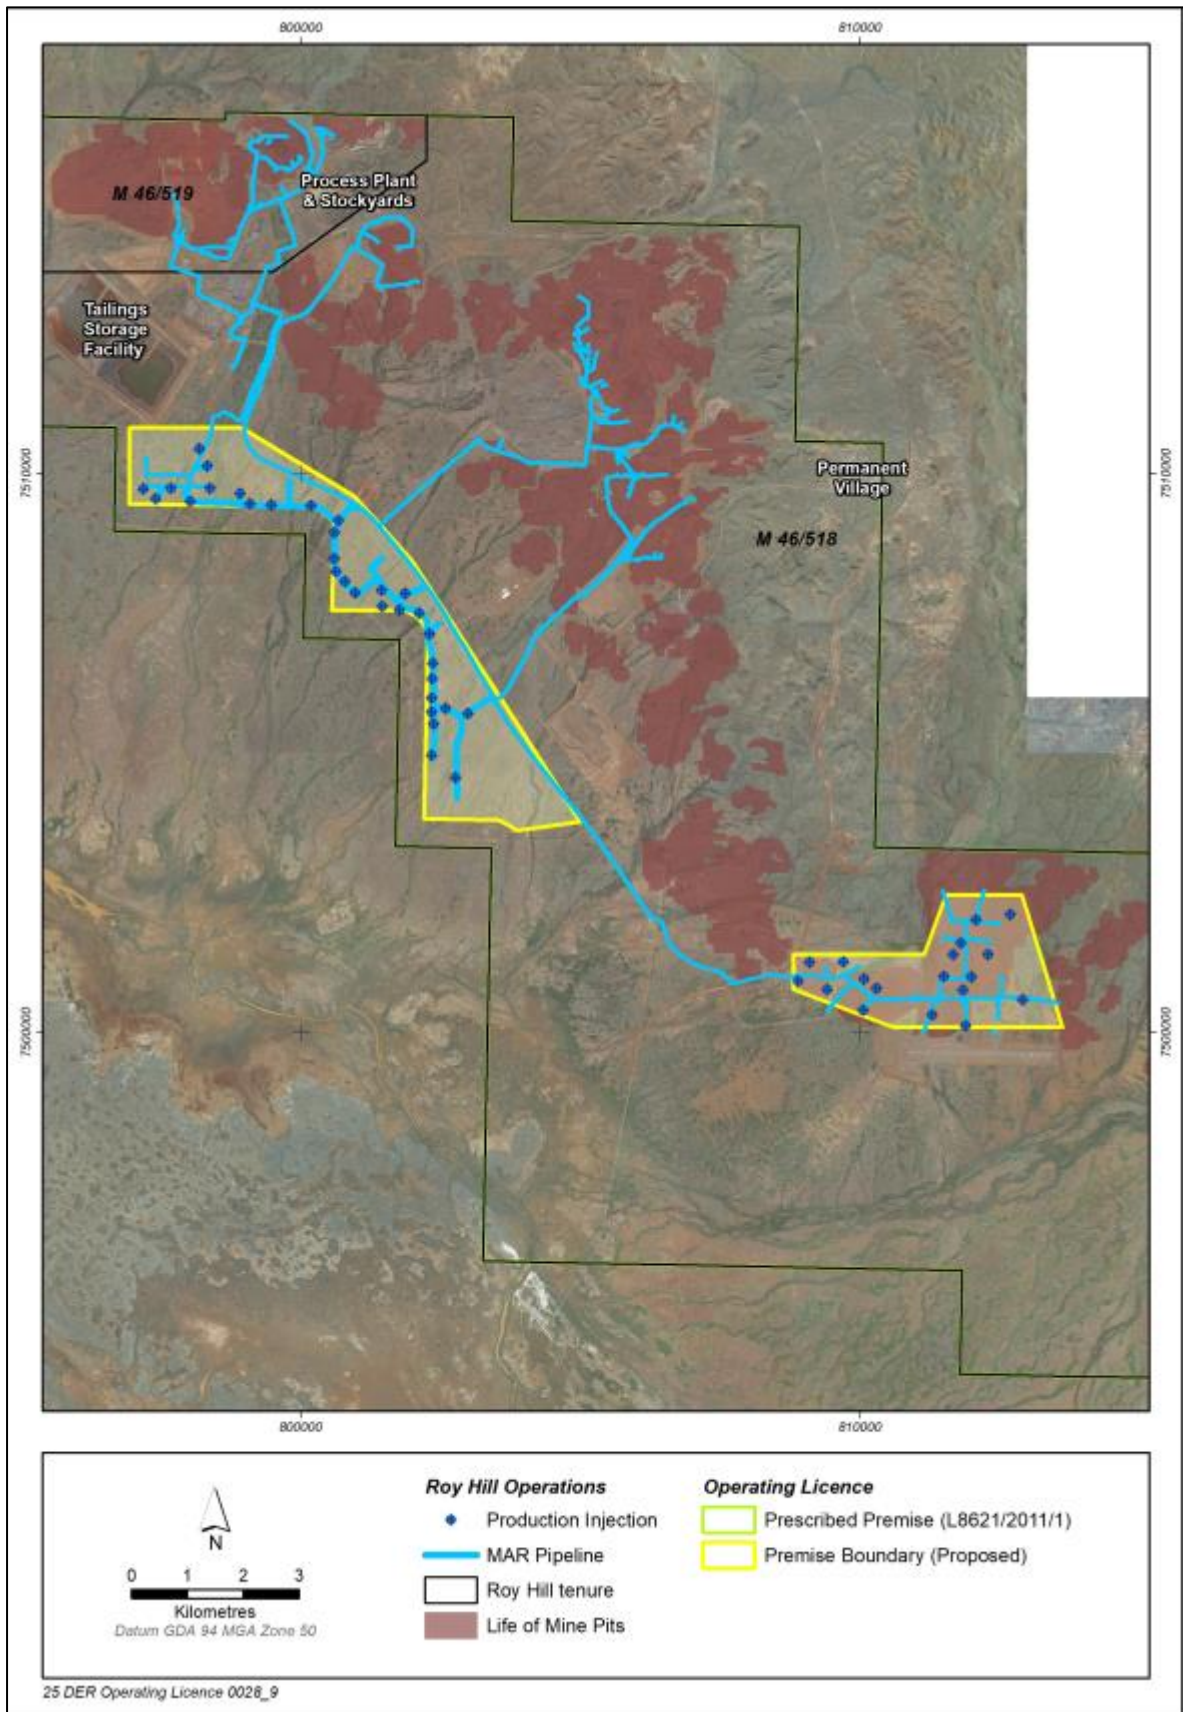 800000
810000
M 46/519
Process Plant
& Stockyards
Tailings
Storage
Facility
7510000
7510000
Permanent
Village
M 46/518
7500000
7500000
800000
810000
N
0 1 2 3
Kilometres
Datum GDA 94 MGA Zone 50
Roy Hill Operations
Production Injection
MAR Pipeline
Roy Hill tenure
Life of Mine Pits
Operating Licence
Prescribed Premise (L8621/2011/1)
Premise Boundary (Proposed)
25 DER Operating Licence 0028_9